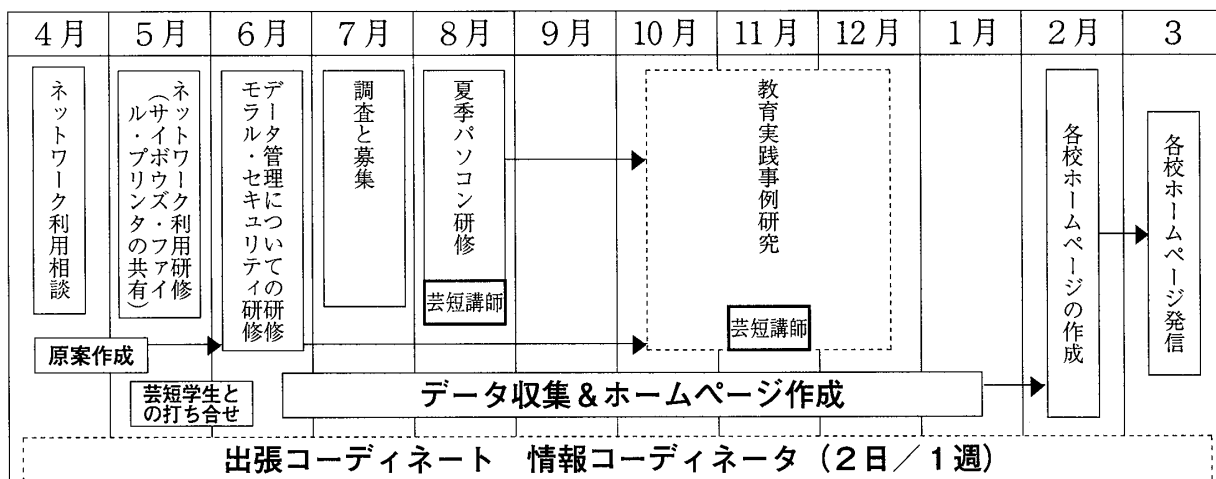 4月 5月 6月 7月 8月 9月 10月 11月 12月 1月 2月 3
ネットワーク利用相談
ネットワーク利用研修
(サイボウズ・ファイ
ル・プリンタの共有)
データ管理についての研修
モラル・セキュリティ研修
調査と募集
夏季パソコン研修
芸短講師
教育実践事例研究
芸短講師
各校ホームページの作成
各校ホームページ発信
原案作成
芸短学生と
の打ち合せ
データ収集&ホームページ作成
出張コーディネート 情報コーディネータ(2日/1週)